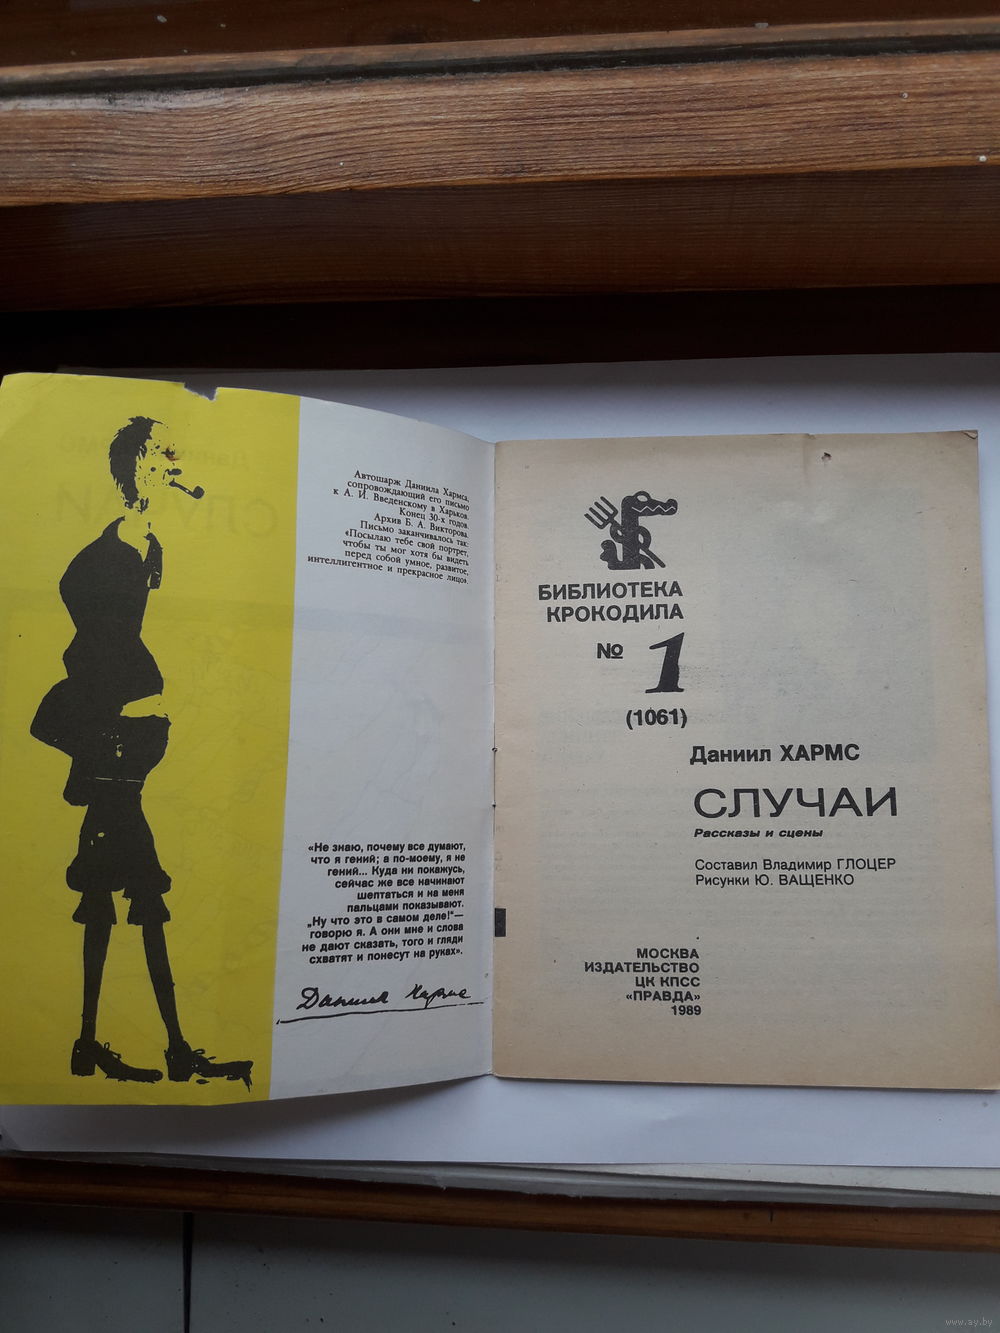 Автошарж Даниила Хармса,
сопровождающий его письмо
к А. И. Введенскому в Харьков.
Конец 30-х годов.
Архив Б. А. Викторова.
Письмо заканчивалось так:
«Посылаю тебе свой портрет,
чтобы ты мог хотя бы видеть
перед собой умное, развитое,
интеллигентное и прекрасное лицо».
«Не знаю, почему все думают,
что я гений; а по-моему, я не
гений... Куда ни покажусь,
сейчас же все начинают
шептаться и на меня
пальцами показывают.
„Ну что это в самом деле!“—
говорю я. А они мне и слова
не дают сказать, того и гляди
схватят и понесут на руках».
Даниил Хармс
БИБЛИОТЕКА
КРОКОДИЛА
№ 1
(1061)
Даниил ХАРМС
СЛУЧАИ
Рассказы и сцены
Составил Владимир ГЛОЦЕР
Рисунки Ю. ВАЩЕНКО
МОСКВА
ИЗДАТЕЛЬСТВО
ЦК КПСС
«ПРАВДА»
1989
www.ay.by